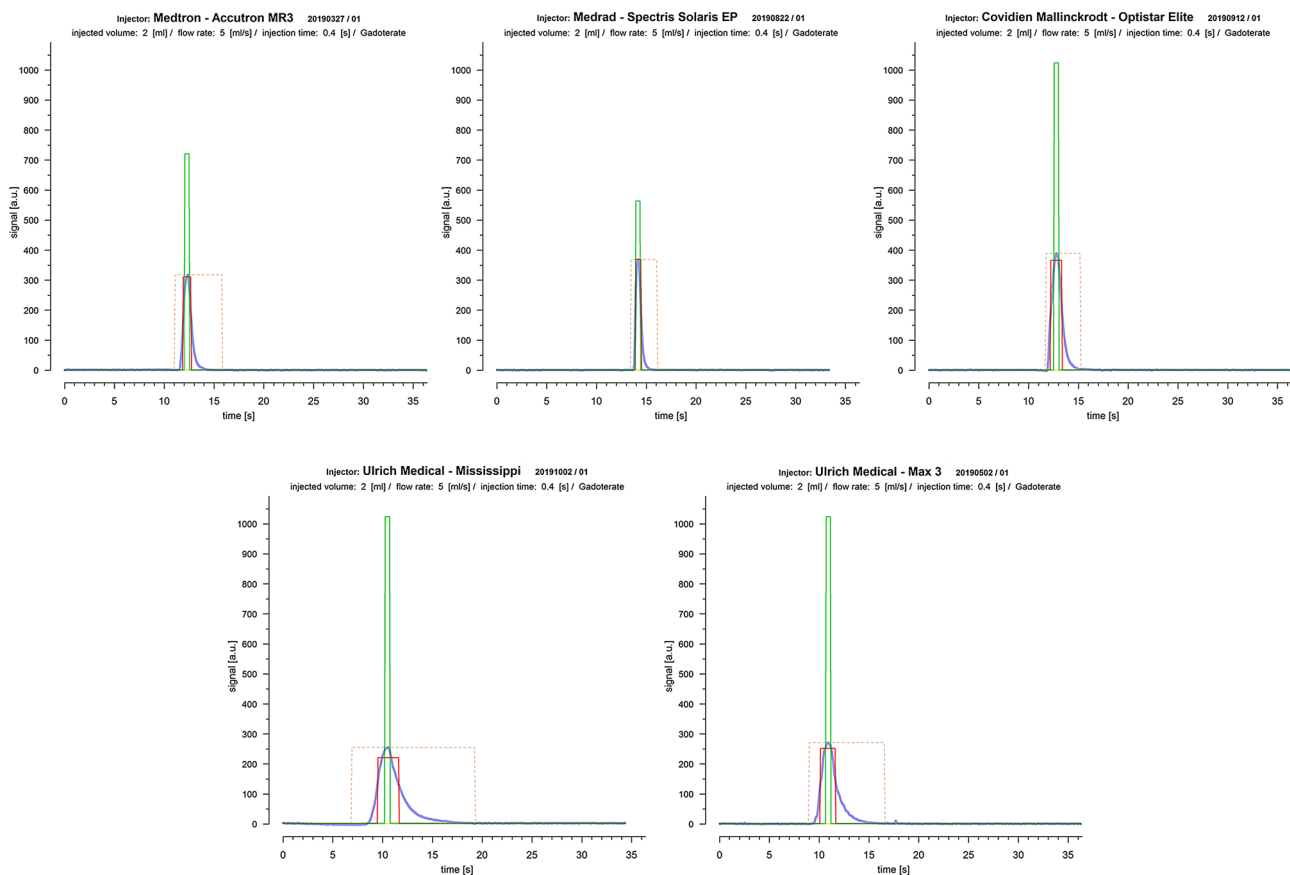 Injector: Medtron - Accutron MR3 20190327 / 01
injected volume: 2 [ml] / flow rate: 5 [ml/s] / injection time: 0.4 [s] / Gadoterate
signal [a.u.]
1000
900
800
700
600
500
400
300
200
100
0
0 5 10 15 20 25 30 35
time [s]
Injector: Medrad - Spectris Solaris EP 20190822 / 01
injected volume: 2 [ml] / flow rate: 5 [ml/s] / injection time: 0.4 [s] / Gadoterate
signal [a.u.]
1000
900
800
700
600
500
400
300
200
100
0
0 5 10 15 20 25 30 35
time [s]
Injector: Covidien Mallinckrodt - Optistar Elite 20190912 / 01
injected volume: 2 [ml] / flow rate: 5 [ml/s] / injection time: 0.4 [s] / Gadoterate
signal [a.u.]
1000
900
800
700
600
500
400
300
200
100
0
0 5 10 15 20 25 30 35
time [s]
Injector: Ulrich Medical - Mississippi 20191002 / 01
injected volume: 2 [ml] / flow rate: 5 [ml/s] / injection time: 0.4 [s] / Gadoterate
signal [a.u.]
1000
900
800
700
600
500
400
300
200
100
0
0 5 10 15 20 25 30 35
time [s]
Injector: Ulrich Medical - Max 3 20190502 / 01
injected volume: 2 [ml] / flow rate: 5 [ml/s] / injection time: 0.4 [s] / Gadoterate
signal [a.u.]
1000
900
800
700
600
500
400
300
200
100
0
0 5 10 15 20 25 30 35
time [s]